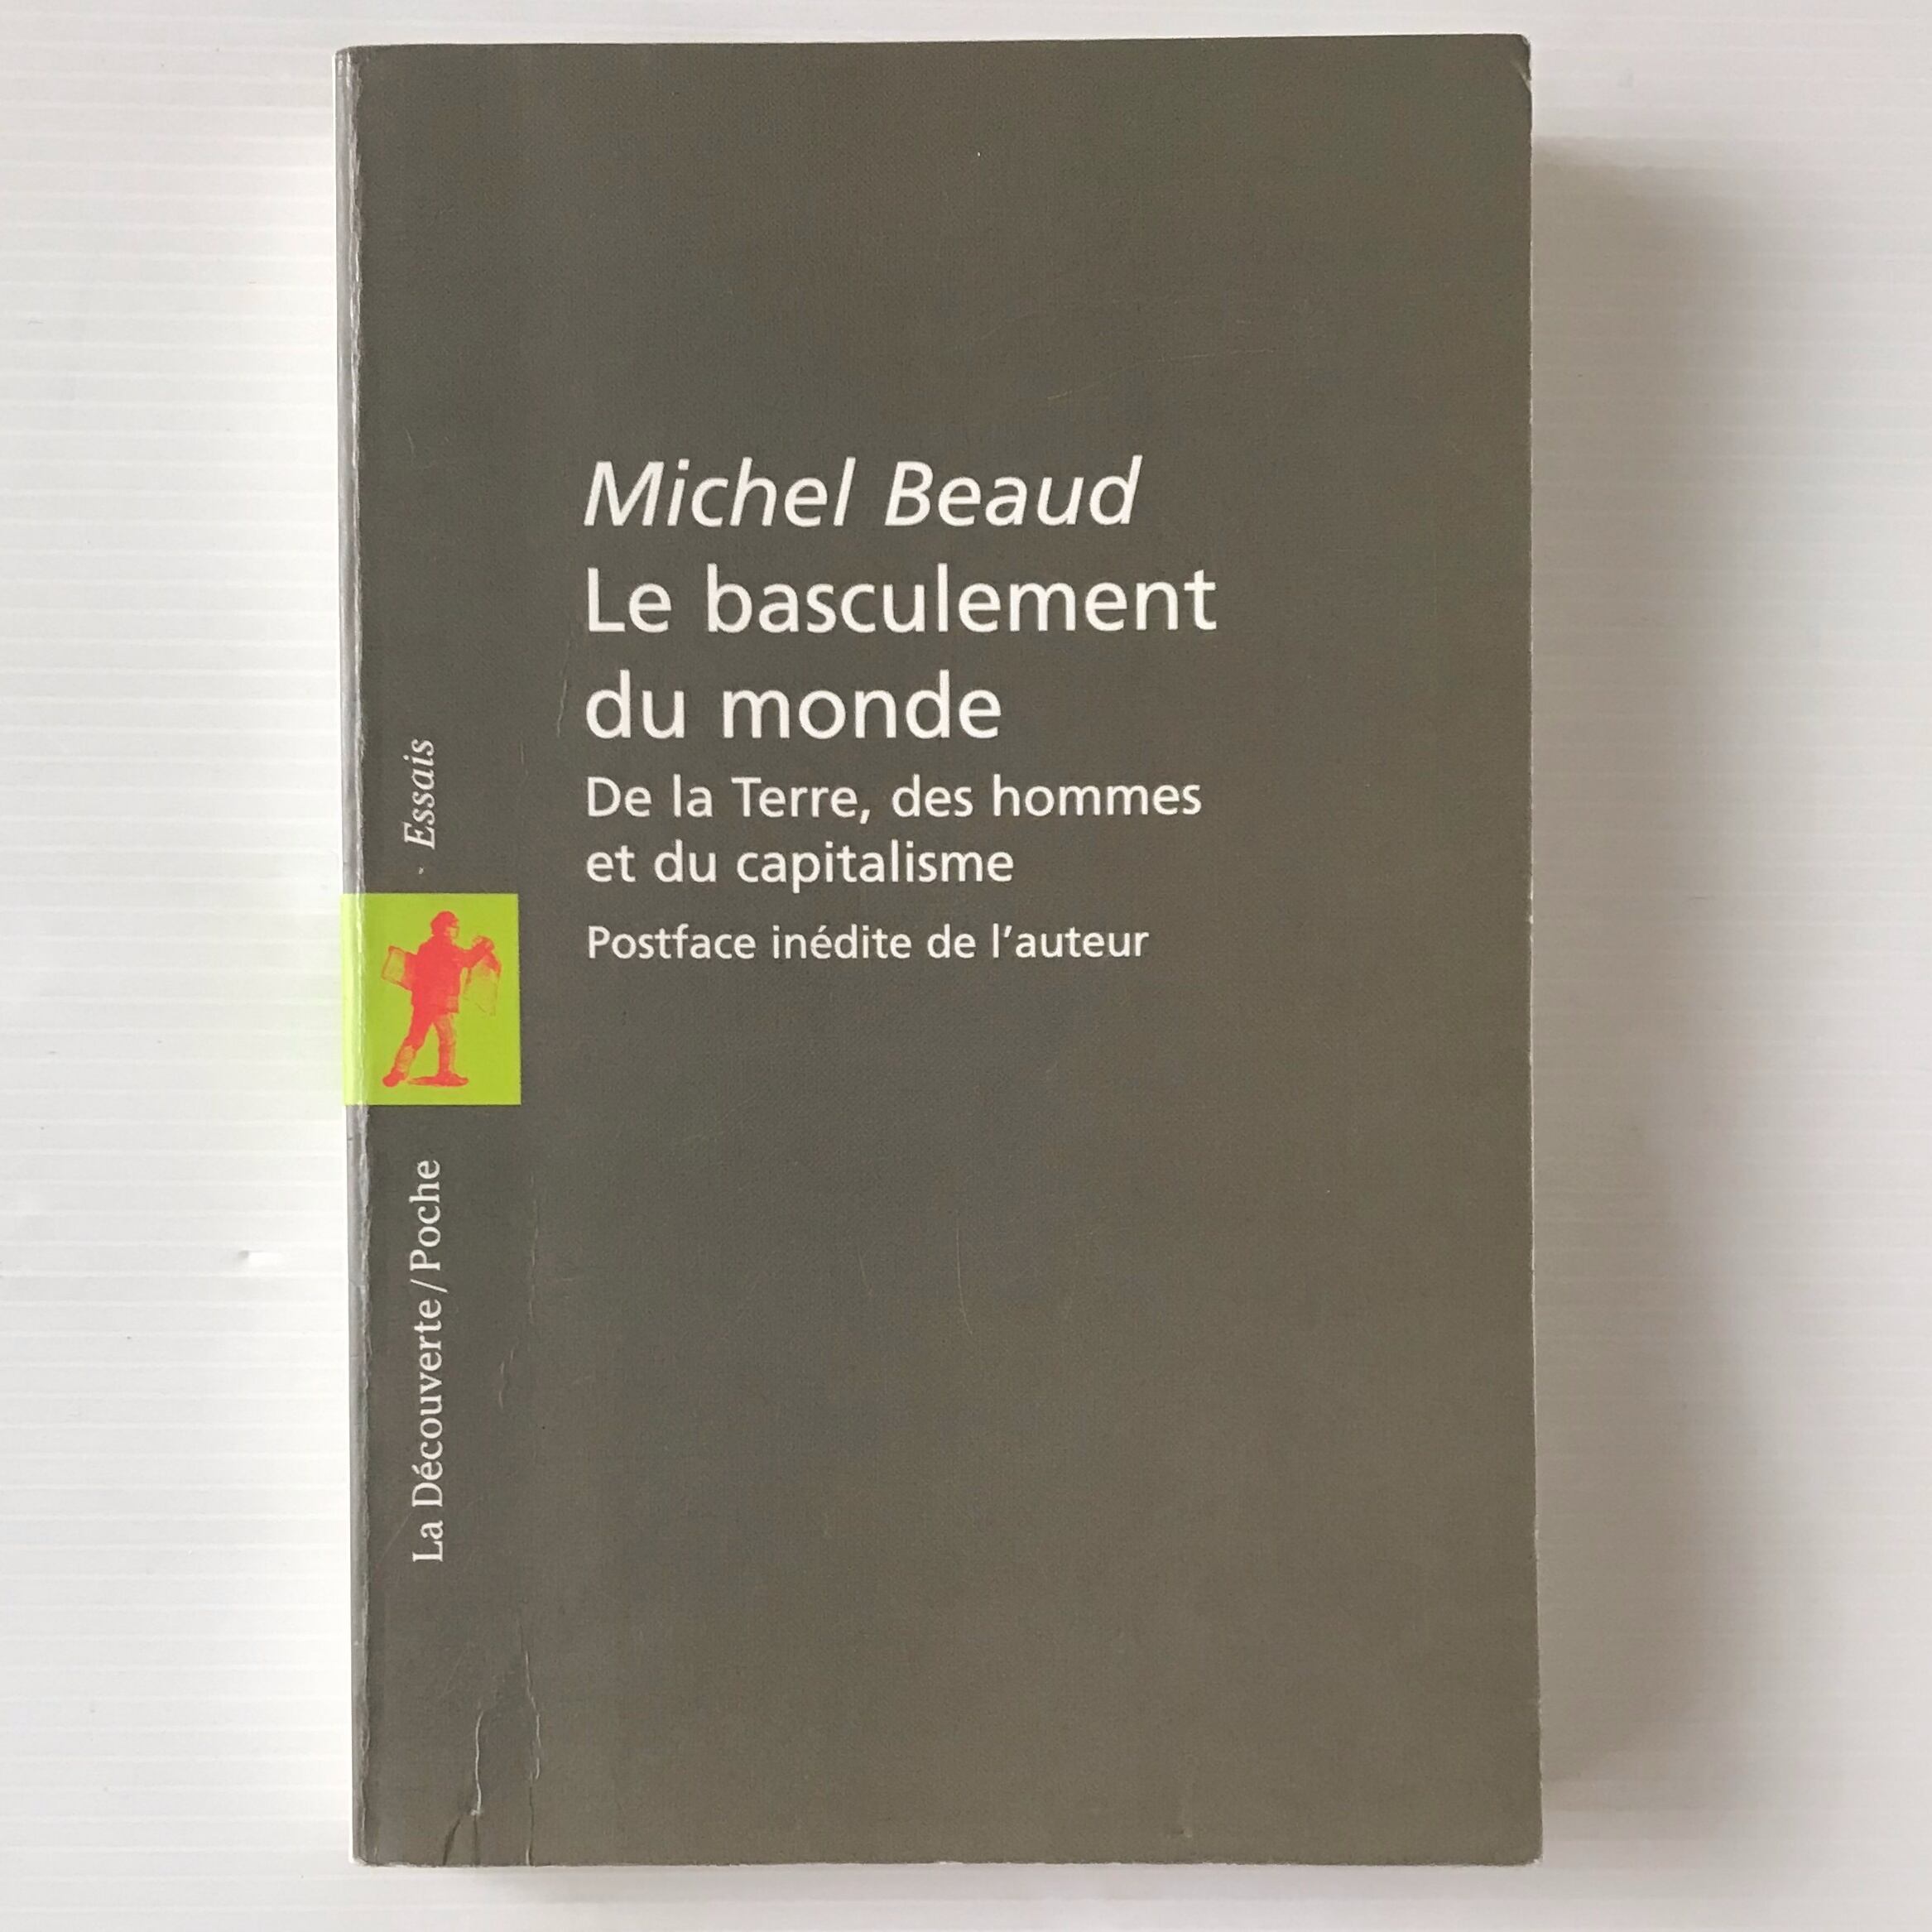 Michel Beaud
Le basculement
du monde
De la Terre, des hommes
et du capitalisme
Postface inédite de l'auteur
Essais
La Découverte/Poche